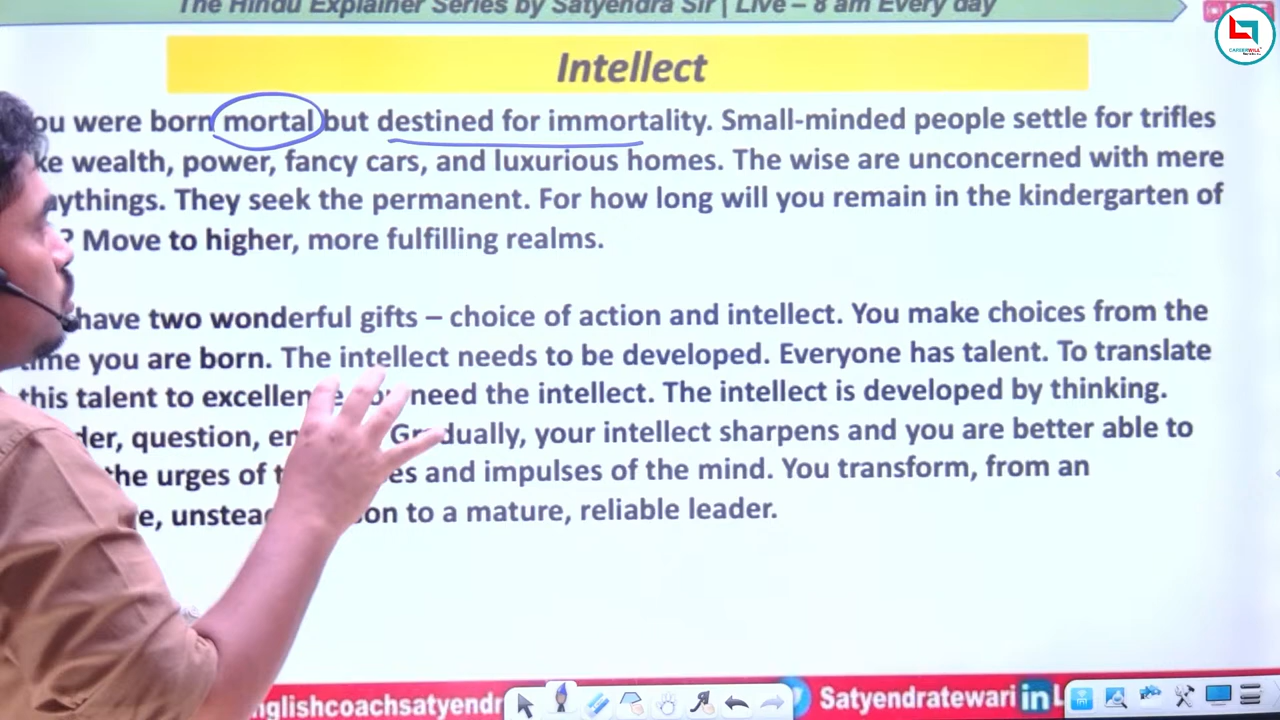 The Hindu Explainer Series by Satyendra Sir | Live – 8 am Every day
CAREERWILL
Intellect
ou were born mortal but destined for immortality. Small-minded people settle for trifles
ke wealth, power, fancy cars, and luxurious homes. The wise are unconcerned with mere
aythings. They seek the permanent. For how long will you remain in the kindergarten of
? Move to higher, more fulfilling realms.
have two wonderful gifts – choice of action and intellect. You make choices from the
me you are born. The intellect needs to be developed. Everyone has talent. To translate
this talent to excellen need the intellect. The intellect is developed by thinking.
der, question, en Gradually, your intellect sharpens and you are better able to
he urges of t es and impulses of the mind. You transform, from an
e, unstead on to a mature, reliable leader.
nglishcoachsatyendr
Satyendratewari in L